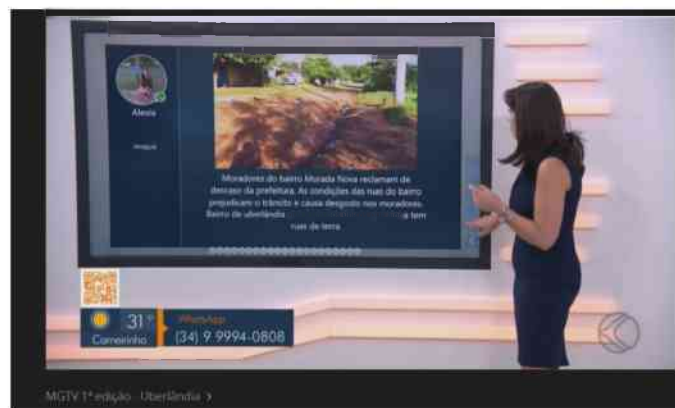 Alexia
Moradores do bairro Morada Nova reclamam de
descaso da prefeitura. As condições das ruas do bairro
prejudicam o trânsito e causa desgosto nos moradores.
Bairro de uberlândia a tem
ruas de terra
31°
Carneirinho
WhatsApp
(34) 9 9994-0808
MGTV 1ª edição Uberlândia >